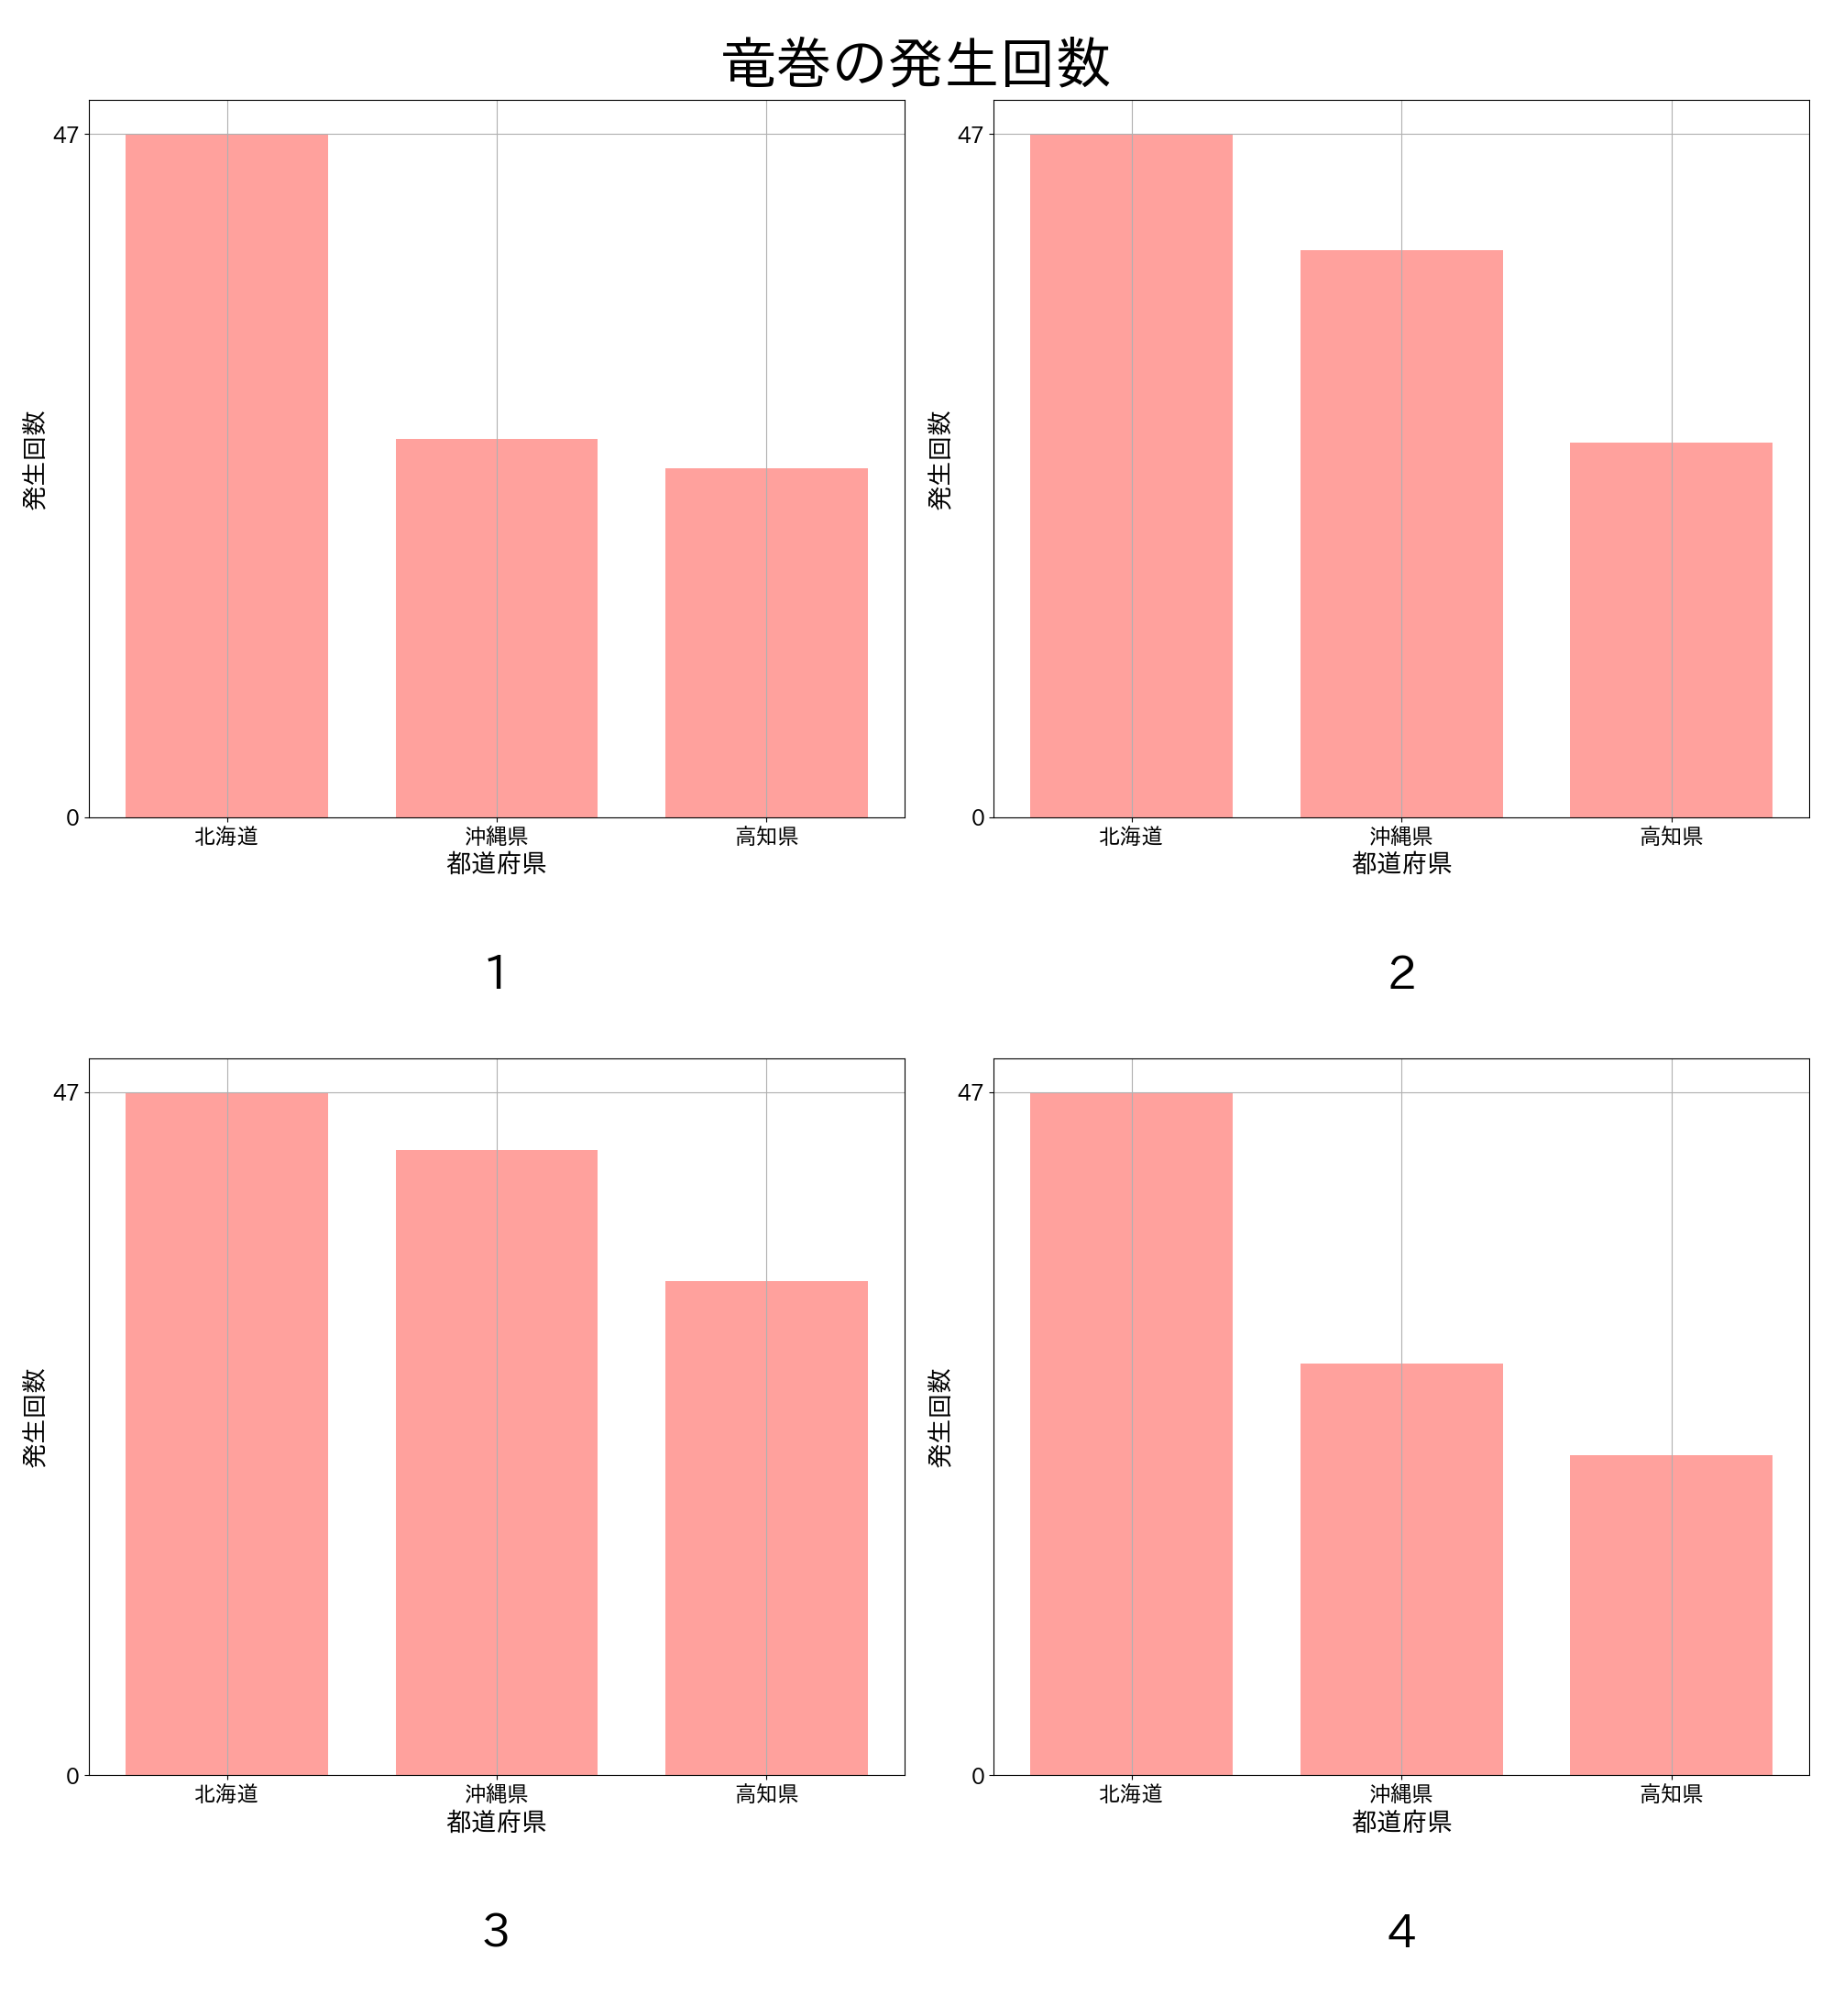 竜巻の発生回数
47
発生回数
0
北海道 沖縄県 高知県
都道府県
1
47
発生回数
0
北海道 沖縄県 高知県
都道府県
2
47
発生回数
0
北海道 沖縄県 高知県
都道府県
3
47
発生回数
0
北海道 沖縄県 高知県
都道府県
4